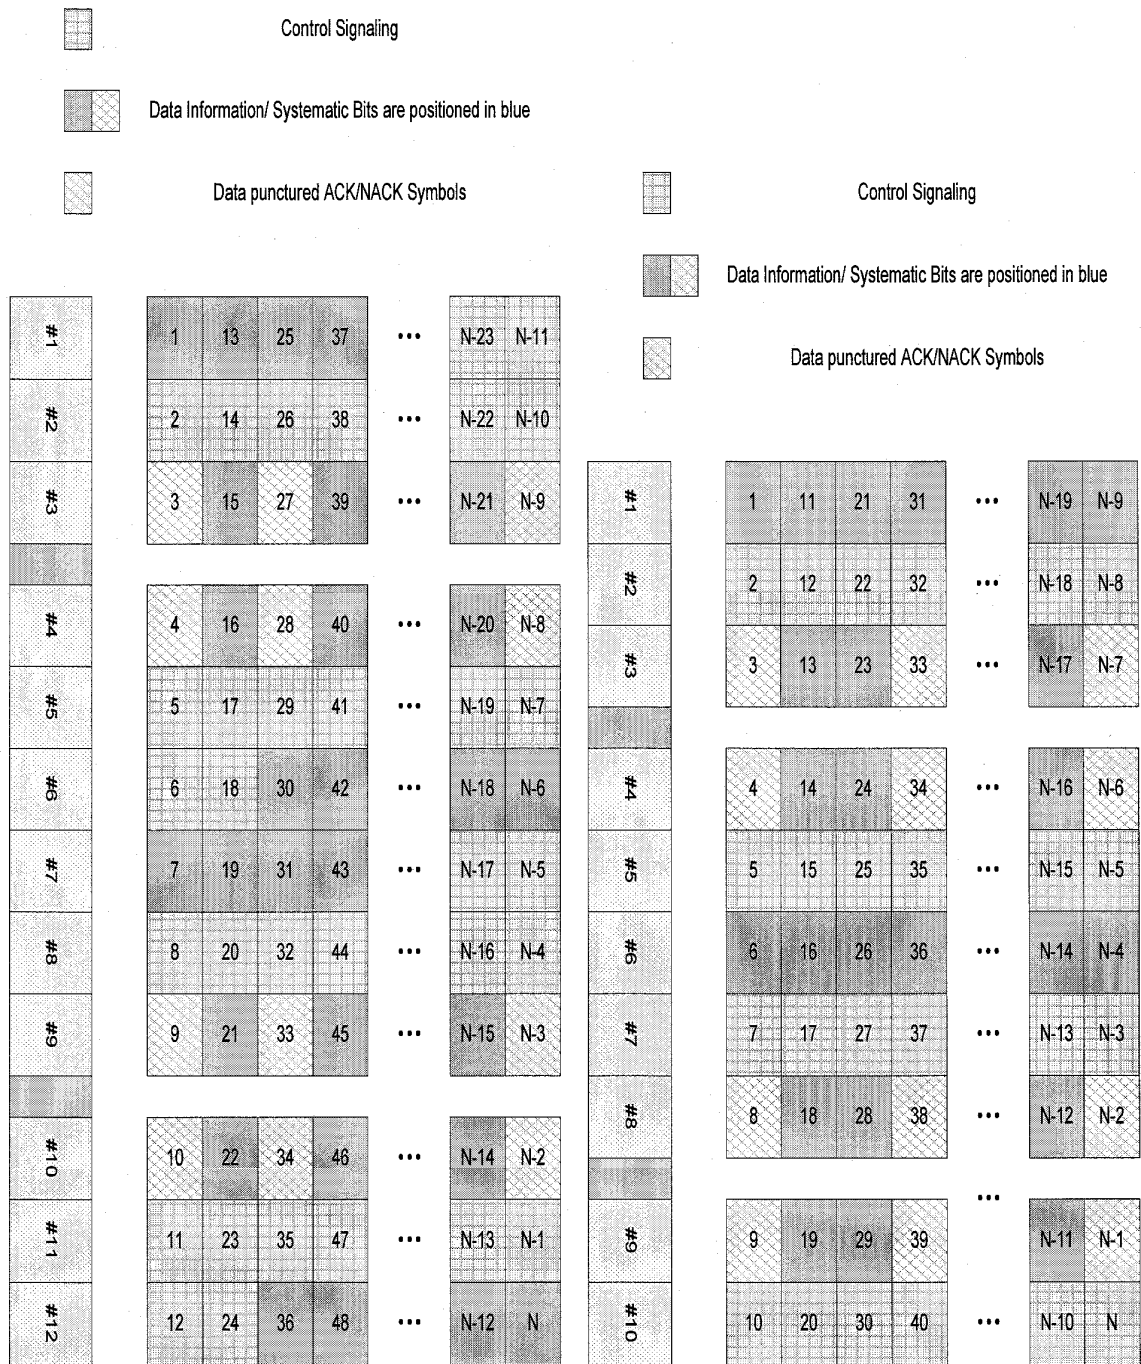 Control Signaling
Data Information/ Systematic Bits are positioned in blue
Data punctured ACK/NACK Symbols
#1 1 13 25 37 ••• N-23 N-11
#2 2 14 26 38 ••• N-22 N-10
#3 3 15 27 39 ••• N-21 N-9
#4 4 16 28 40 ••• N-20 N-8
#5 5 17 29 41 ••• N-19 N-7
#6 6 18 30 42 ••• N-18 N-6
#7 7 19 31 43 ••• N-17 N-5
#8 8 20 32 44 ••• N-16 N-4
#9 9 21 33 45 ••• N-15 N-3
#10 10 22 34 46 ••• N-14 N-2
#11 11 23 35 47 ••• N-13 N-1
#12 12 24 36 48 ••• N-12 N
Control Signaling
Data Information/ Systematic Bits are positioned in blue
Data punctured ACK/NACK Symbols
#1 1 11 21 31 ••• N-19 N-9
#2 2 12 22 32 ••• N-18 N-8
#3 3 13 23 33 ••• N-17 N-7
#4 4 14 24 34 ••• N-16 N-6
#5 5 15 25 35 ••• N-15 N-5
#6 6 16 26 36 ••• N-14 N-4
#7 7 17 27 37 ••• N-13 N-3
#8 8 18 28 38 ••• N-12 N-2
•••
#9 9 19 29 39 N-11 N-1
#10 10 20 30 40 ••• N-10 N